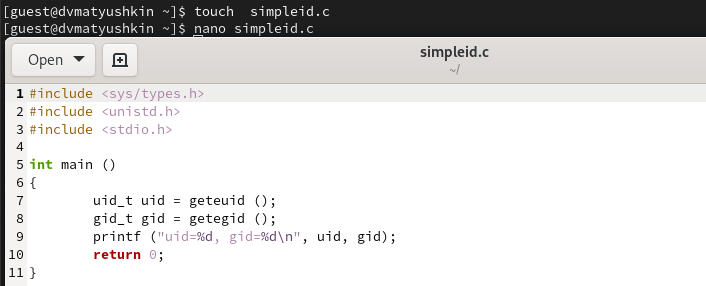 [guest@dvmatyushkin ~]$ touch  simpleid.c
[guest@dvmatyushkin ~]$ nano simpleid.c
Open
simpleid.c
~/
1 #include <sys/types.h>
2 #include <unistd.h>
3 #include <stdio.h>
4
5 int main ()
6 {
7         uid_t uid = geteuid ();
8         gid_t gid = getegid ();
9         printf ("uid=%d, gid=%d\n", uid, gid);
10         return 0;
11 }